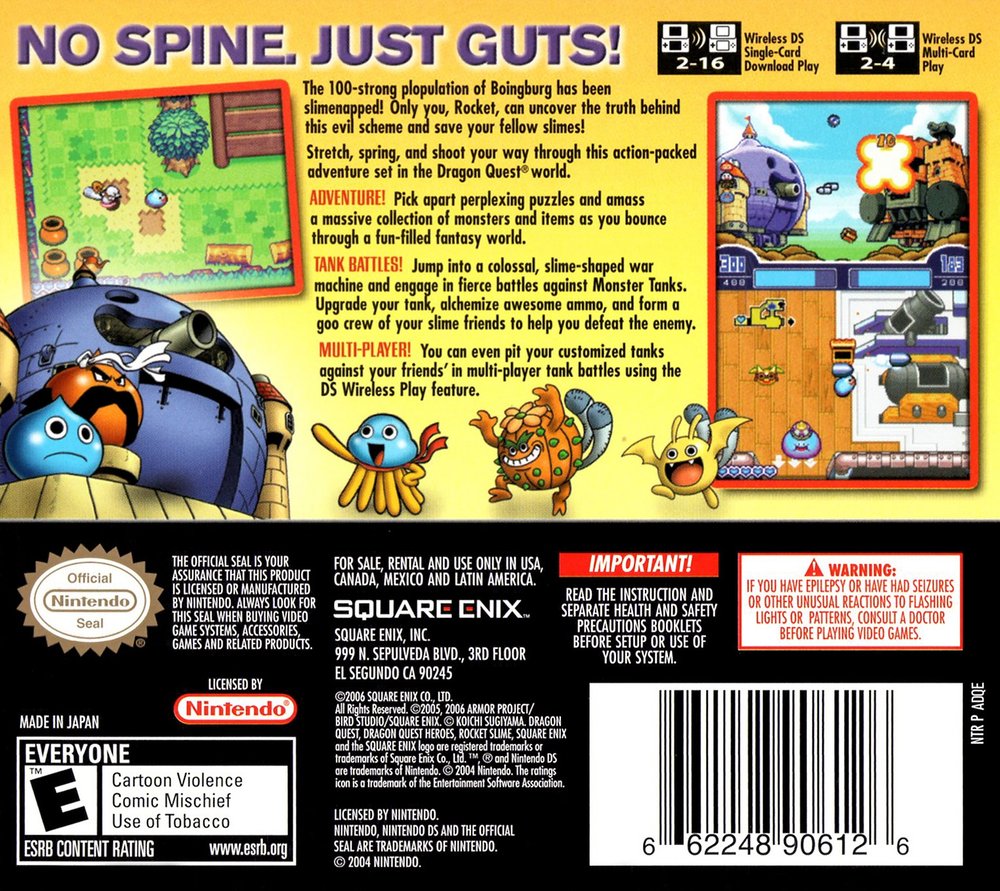 NO SPINE. JUST GUTS!
2-16
Wireless DS
Single-Card
Download Play
2-4
Wireless DS
Multi-Card
Play
The 100-strong plopulation of Boingburg has been
slimenapped! Only you, Rocket, can uncover the truth behind
this evil scheme and save your fellow slimes!
Stretch, spring, and shoot your way through this action-packed
adventure set in the Dragon Quest® world.
ADVENTURE! Pick apart perplexing puzzles and amass
a massive collection of monsters and items as you bounce
through a fun-filled fantasy world.
TANK BATTLES! Jump into a colossal, slime-shaped war
machine and engage in fierce battles against Monster Tanks.
Upgrade your tank, alchemize awesome ammo, and form a
goo crew of your slime friends to help you defeat the enemy.
MULTI-PLAYER! You can even pit your customized tanks
against your friends’ in multi-player tank battles using the
DS Wireless Play feature.
10
300
400
183
200
Official
Nintendo
Seal
®
THE OFFICIAL SEAL IS YOUR
ASSURANCE THAT THIS PRODUCT
IS LICENSED OR MANUFACTURED
BY NINTENDO. ALWAYS LOOK FOR
THIS SEAL WHEN BUYING VIDEO
GAME SYSTEMS, ACCESSORIES,
GAMES AND RELATED PRODUCTS.
LICENSED BY
Nintendo®
MADE IN JAPAN
EVERYONE
TM
E
Cartoon Violence
Comic Mischief
Use of Tobacco
ESRB CONTENT RATING www.esrb.org
FOR SALE, RENTAL AND USE ONLY IN USA,
CANADA, MEXICO AND LATIN AMERICA.
SQUARE ENIX™
SQUARE ENIX, INC.
999 N. SEPULVEDA BLVD., 3RD FLOOR
EL SEGUNDO CA 90245
©2006 SQUARE ENIX CO., LTD.
All Rights Reserved. ©2005, 2006 ARMOR PROJECT/
BIRD STUDIO/SQUARE ENIX. © KOICHI SUGIYAMA. DRAGON
QUEST, DRAGON QUEST HEROES, ROCKET SLIME, SQUARE ENIX
and the SQUARE ENIX logo are registered trademarks or
trademarks of Square Enix Co., Ltd. ™, ® and Nintendo DS
are trademarks of Nintendo. © 2004 Nintendo. The ratings
icon is a trademark of the Entertainment Software Association.
LICENSED BY NINTENDO.
NINTENDO, NINTENDO DS AND THE OFFICIAL
SEAL ARE TRADEMARKS OF NINTENDO.
© 2004 NINTENDO.
IMPORTANT!
READ THE INSTRUCTION AND
SEPARATE HEALTH AND SAFETY
PRECAUTIONS BOOKLETS
BEFORE SETUP OR USE OF
YOUR SYSTEM.
WARNING:
IF YOU HAVE EPILEPSY OR HAVE HAD SEIZURES
OR OTHER UNUSUAL REACTIONS TO FLASHING
LIGHTS OR PATTERNS, CONSULT A DOCTOR
BEFORE PLAYING VIDEO GAMES.
NTR P ADQE
6 62248 90612 6